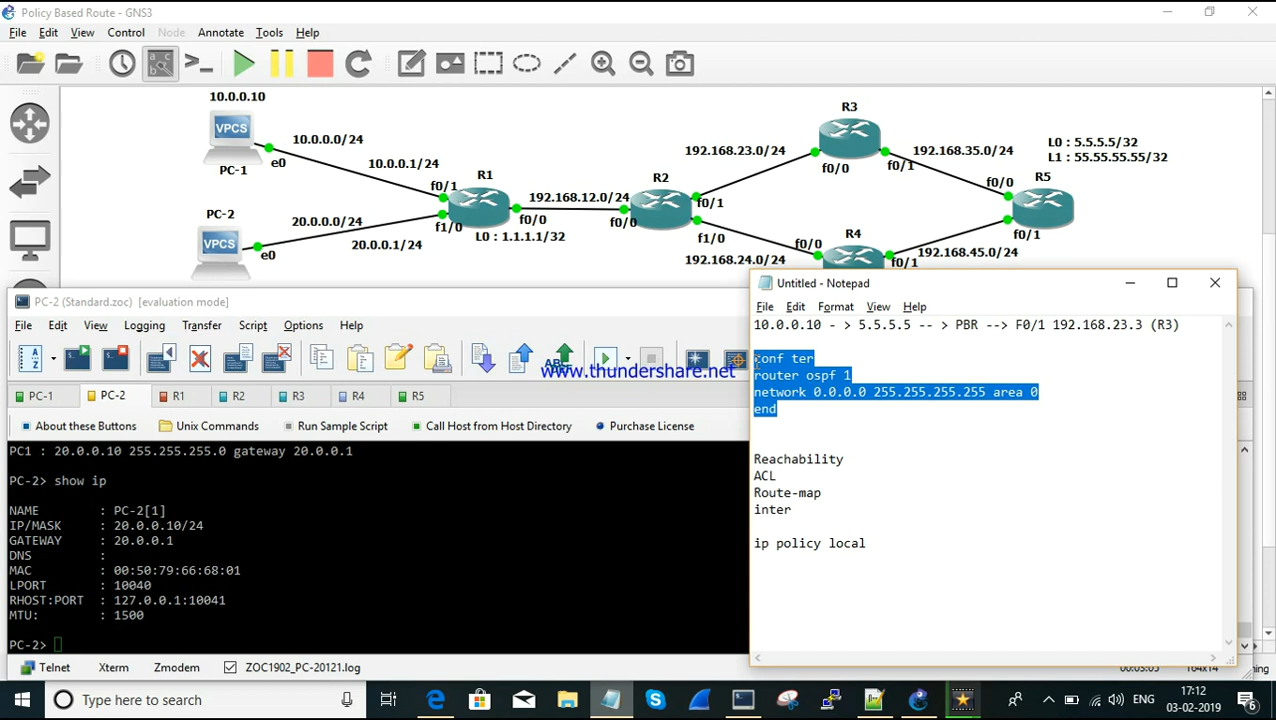 Policy Based Route - GNS3
File Edit View Control Node Annotate Tools Help
10.0.0.10
VPCS
PC-1
e0
10.0.0.0/24
10.0.0.1/24
f0/1
R1
PC-2
VPCS
e0
20.0.0.0/24
20.0.0.1/24
f1/0
f0/0
L0 : 1.1.1.1/32
192.168.12.0/24
R2
f0/0
f0/1
f1/0
192.168.23.0/24
192.168.24.0/24
R3
f0/0
f0/1
192.168.35.0/24
R4
f0/0
f0/1
192.168.45.0/24
L0 : 5.5.5.5/32
L1 : 55.55.55.55/32
R5
f0/0
f0/1
PC-2 (Standard.zoc) [evaluation mode]
File Edit View Logging Transfer Script Options Help
www.thundershare.net
PC-1 PC-2 R1 R2 R3 R4 R5
About these Buttons Unix Commands Run Sample Script Call Host from Host Directory Purchase License
PC1 : 20.0.0.10 255.255.255.0 gateway 20.0.0.1
PC-2> show ip
NAME : PC-2[1]
IP/MASK : 20.0.0.10/24
GATEWAY : 20.0.0.1
DNS :
MAC : 00:50:79:66:68:01
LPORT : 10040
RHOST:PORT : 127.0.0.1:10041
MTU: : 1500
PC-2>
Telnet Xterm Zmodem ZOC1902_PC-20121.log
Untitled - Notepad
File Edit Format View Help
10.0.0.10 - > 5.5.5.5 -- > PBR --> F0/1 192.168.23.3 (R3)
conf ter
router ospf 1
network 0.0.0.0 255.255.255.255 area 0
end
Reachability
ACL
Route-map
inter
ip policy local
Type here to search
ENG
17:12
03-02-2019
6